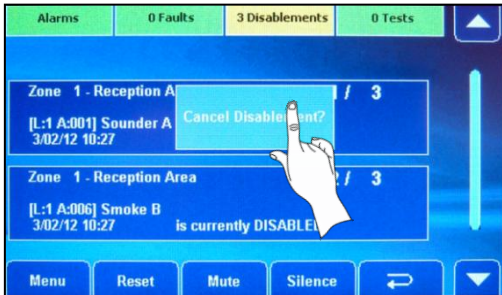 Alarms 0 Faults 3 Disablements 0 Tests
Zone 1 - Reception A / 3
[L:1 A:001] Sounder A
3/02/12 10:27
Cancel Disablement?
Zone 1 - Reception Area 2/ 3
[L:1 A:006] Smoke B
3/02/12 10:27 is currently DISABLE
Menu Reset Mute Silence